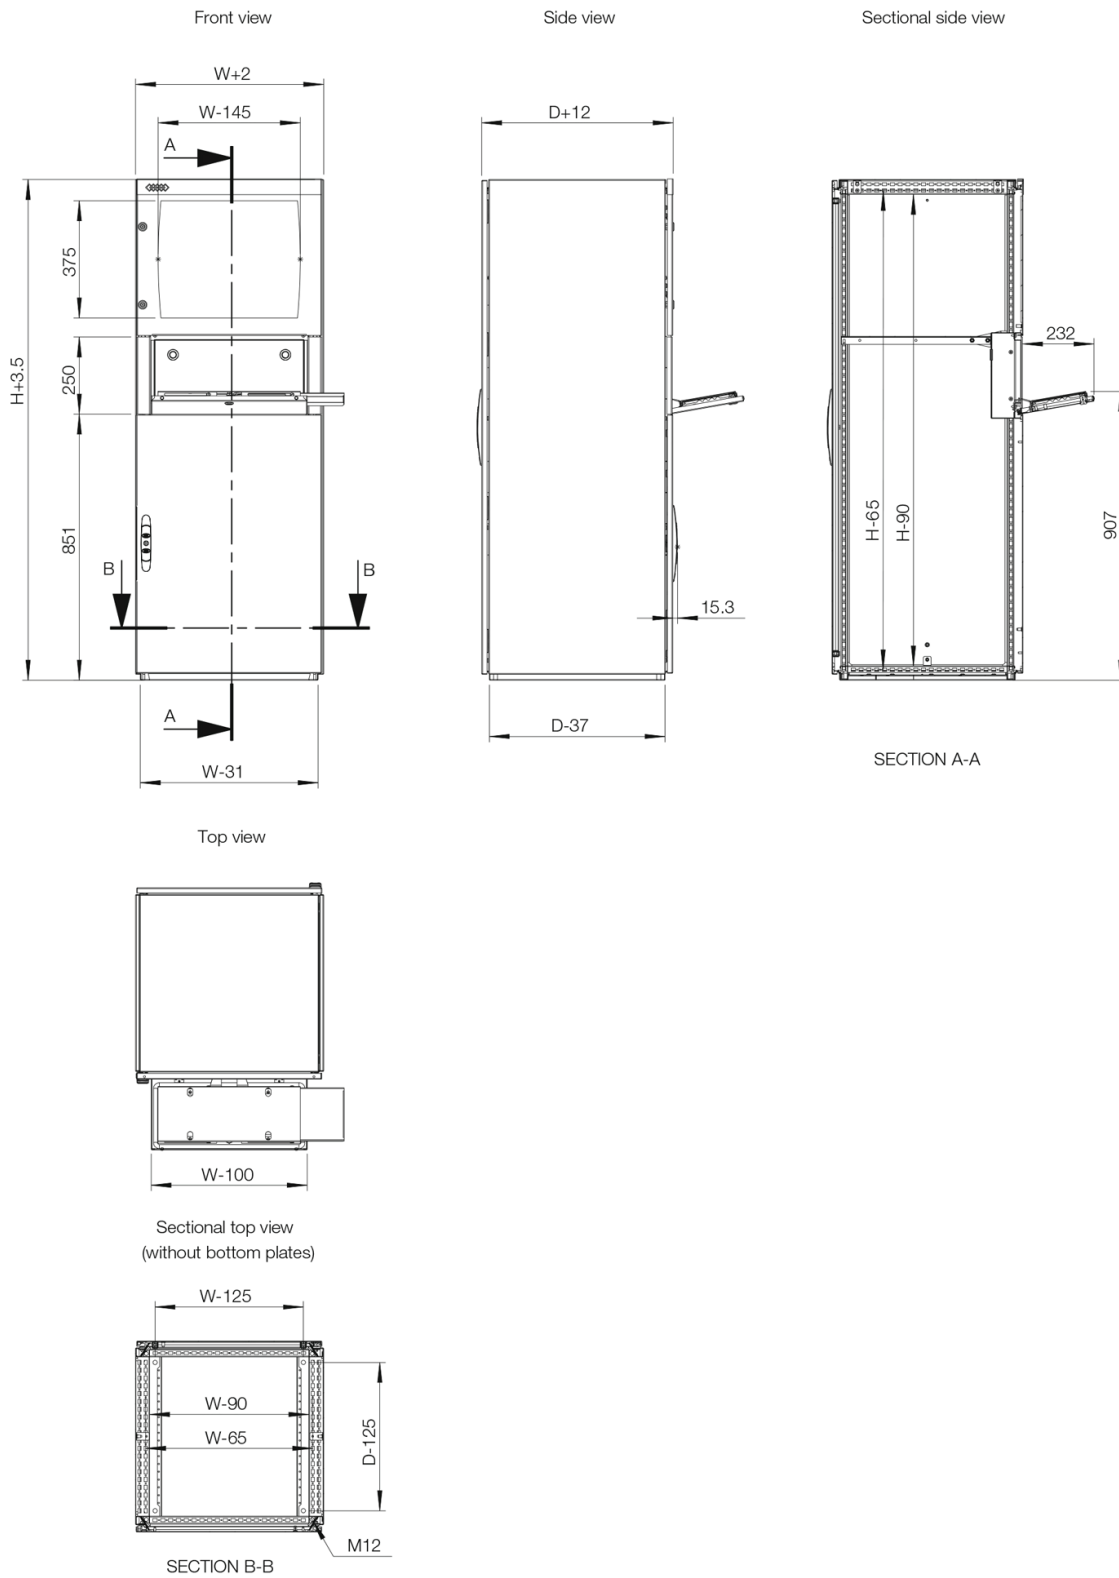 Front view
Side view
Sectional side view
W+2
W-145
D+12
A
375
H+3.5
250
232
H-65
H-90
907
851
B
B
15.3
A
D-37
W-31
SECTION A-A
Top view
W-100
Sectional top view
(without bottom plates)
W-125
W-90
W-65
D-125
M12
SECTION B-B